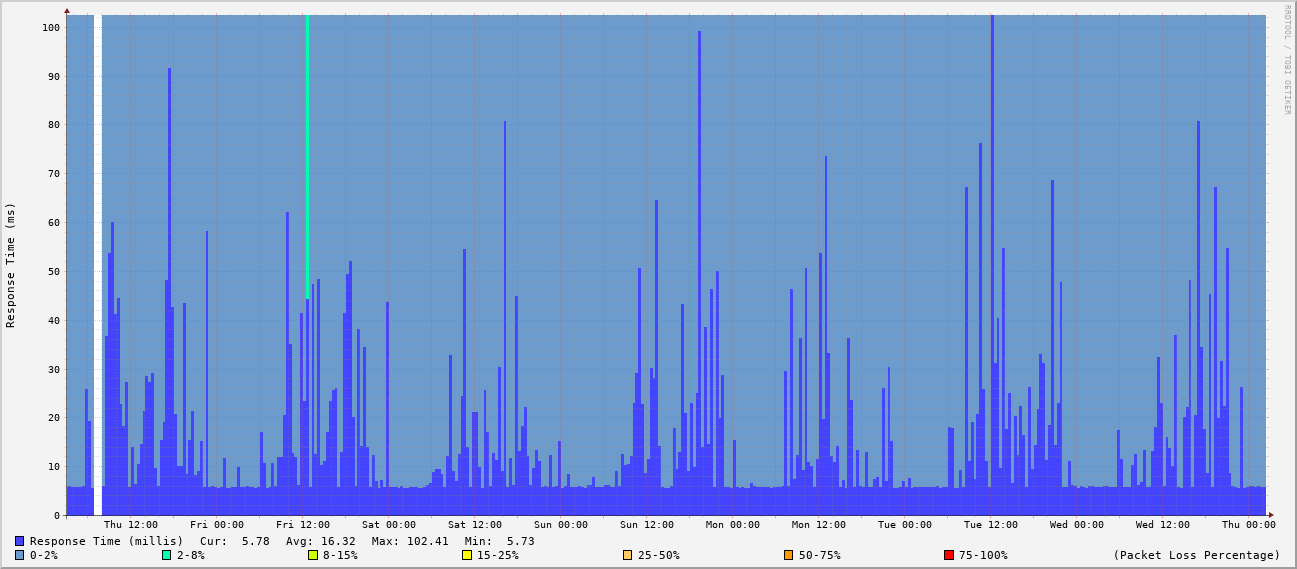 RRDTOOL / TOBI OETIKER
Response Time (ms)
100
90
80
70
60
50
40
30
20
10
0
Thu 12:00 Fri 00:00 Fri 12:00 Sat 00:00 Sat 12:00 Sun 00:00 Sun 12:00 Mon 00:00 Mon 12:00 Tue 00:00 Tue 12:00 Wed 00:00 Wed 12:00 Thu 00:00
Response Time (millis) Cur: 5.78 Avg: 16.32 Max: 102.41 Min: 5.73
0-2% 2-8% 8-15% 15-25% 25-50% 50-75% 75-100% (Packet Loss Percentage)